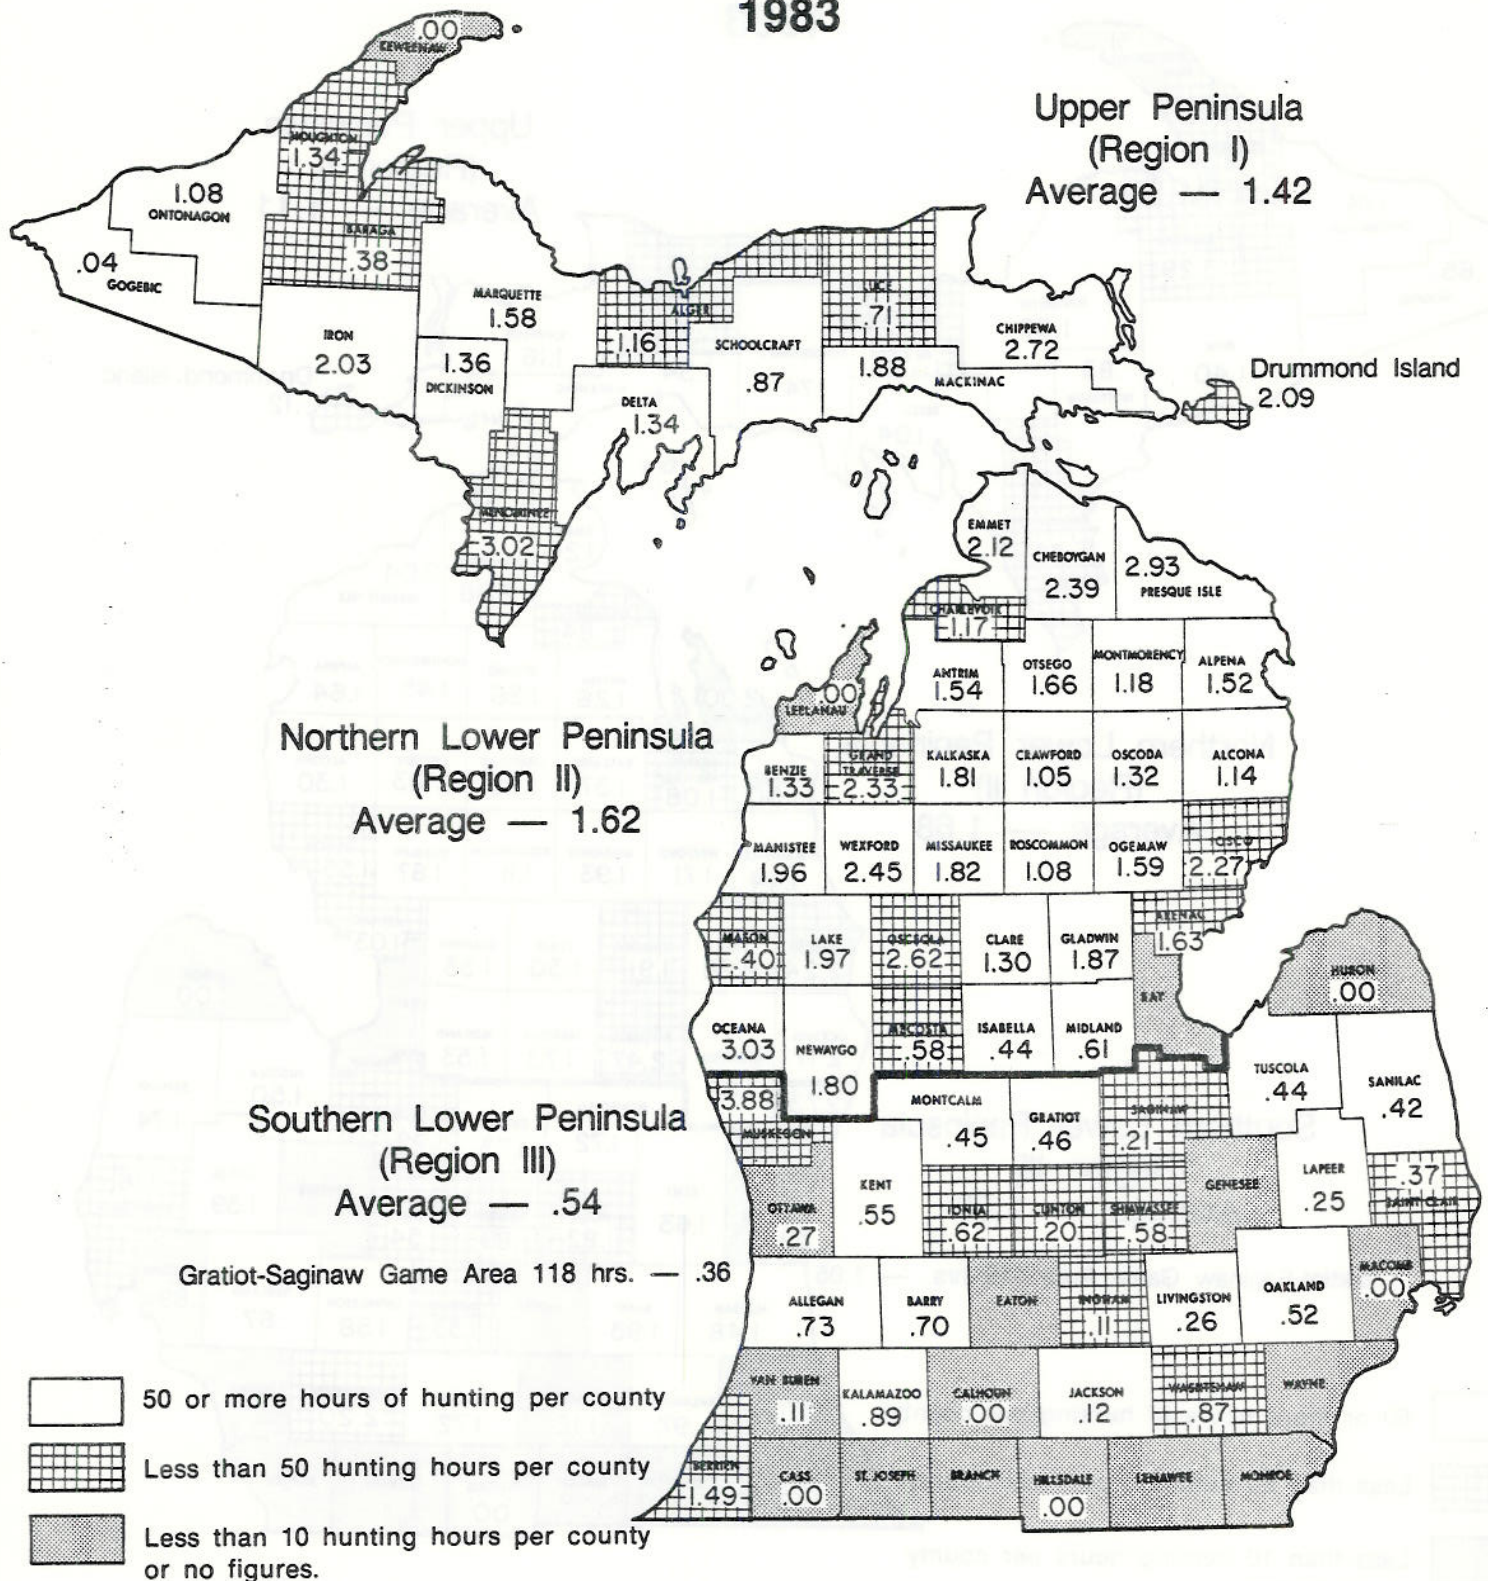 1983
.00
KEWEENAW
Upper Peninsula
(Region I)
Average — 1.42
HOUGHTON
1.34
1.08
ONTONAGON
BARAGA
.38
.04
GOGEBIC
MARQUETTE
1.58
IRON
2.03
1.36
DICKINSON
ALGER
1.16
SCHOOLCRAFT
.87
LUCE
.71
CHIPPEWA
2.72
1.88
MACKINAC
Drummond Island
2.09
DELTA
1.34
MENOMINEE
3.02
EMMET
2.12
CHEBOYGAN
2.39
2.93
PRESQUE ISLE
CHARLEVOIX
1.17
ANTRIM
1.54
OTSEGO
1.66
MONTMORENCY
1.18
ALPENA
1.52
.00
LEELANAU
Northern Lower Peninsula
(Region II)
Average — 1.62
BENZIE
1.33
GRAND
TRAVERSE
2.33
KALKASKA
1.81
CRAWFORD
1.05
OSCODA
1.32
ALCONA
1.14
MANISTEE
1.96
WEXFORD
2.45
MISSAUKEE
1.82
ROSCOMMON
1.08
OGEMAW
1.59
IOSCO
2.27
MASON
.40
LAKE
1.97
OSCEOLA
2.62
CLARE
1.30
GLADWIN
1.87
ARENAC
1.63
BAY
HURON
.00
OCEANA
3.03
NEWAYGO
1.80
MECOSTA
.58
ISABELLA
.44
MIDLAND
.61
TUSCOLA
.44
SANILAC
.42
3.88
MUSKEGON
Southern Lower Peninsula
(Region III)
Average — .54
MONTCALM
.45
GRATIOT
.46
SAGINAW
.21
OTTAWA
.27
KENT
.55
IONIA
.62
CLINTON
.20
SHIAWASSEE
.58
GENESEE
LAPEER
.25
.37
SAINT CLAIR
Gratiot-Saginaw Game Area 118 hrs. — .36
ALLEGAN
.73
BARRY
.70
EATON
INGHAM
.11
LIVINGSTON
.26
OAKLAND
.52
MACOMB
.00
VAN BUREN
.11
KALAMAZOO
.89
CALHOUN
.00
JACKSON
.12
WASHTENAW
.87
WAYNE
BERRIEN
1.49
CASS
.00
ST. JOSEPH
BRANCH
HILLSDALE
.00
LENAWEE
MONROE
50 or more hours of hunting per county
Less than 50 hunting hours per county
Less than 10 hunting hours per county
or no figures.